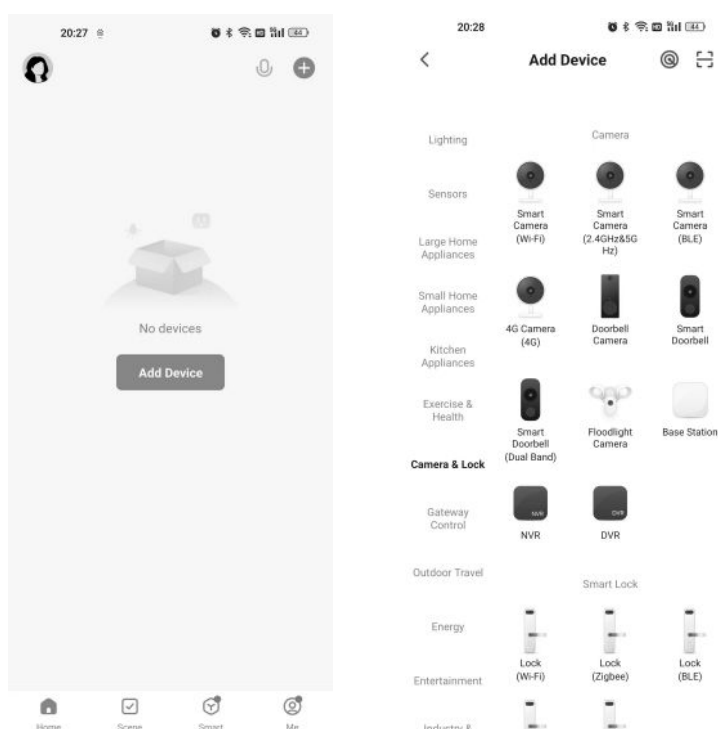 20:27
44
No devices
Add Device
Home
Scene
Smart
Me
20:28
44
Add Device
Lighting
Sensors
Large Home
Appliances
Small Home
Appliances
Kitchen
Appliances
Exercise &
Health
Camera & Lock
Gateway
Control
Outdoor Travel
Energy
Entertainment
Industry &
Camera
Smart
Camera
(Wi-Fi)
Smart
Camera
(2.4GHz&5G
Hz)
Smart
Camera
(BLE)
4G Camera
(4G)
Doorbell
Camera
Smart
Doorbell
Smart
Doorbell
(Dual Band)
Floodlight
Camera
Base Station
NVR
NVR
DVR
DVR
Smart Lock
Lock
(Wi-Fi)
Lock
(Zigbee)
Lock
(BLE)